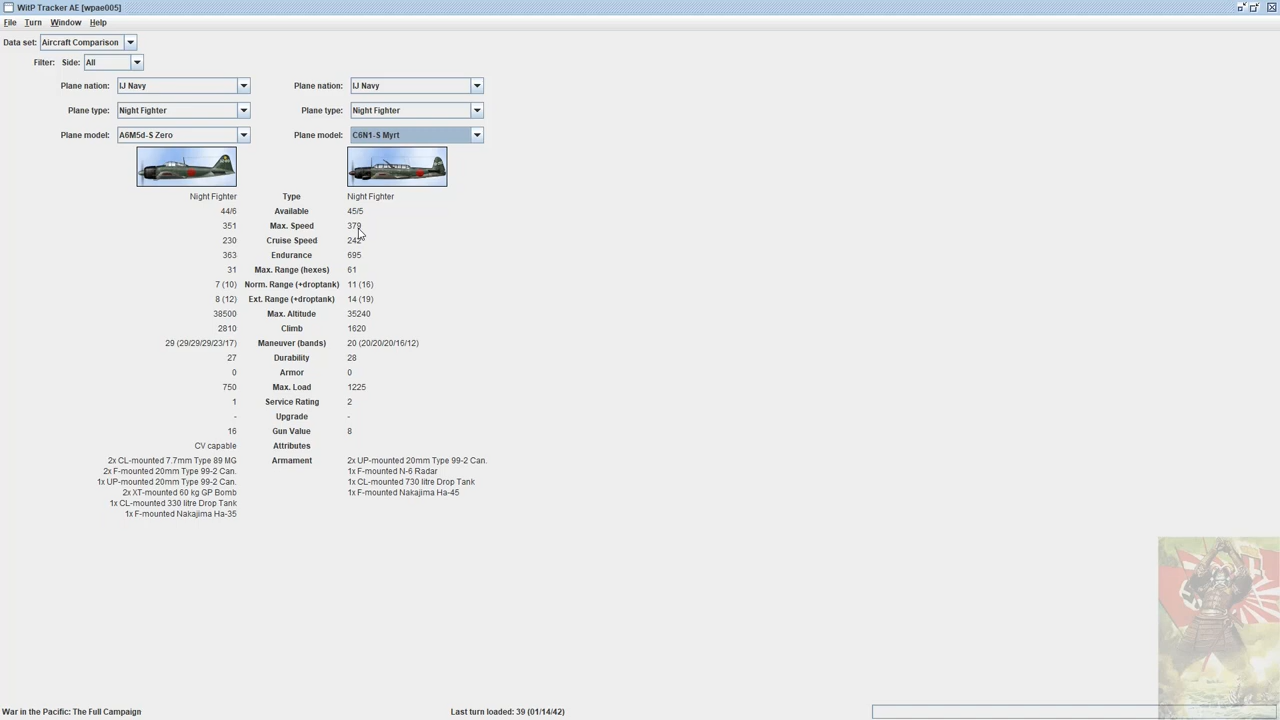 WitP Tracker AE [wpae005]
File Turn Window Help
Data set: Aircraft Comparison
Filter: Side: All
Plane nation: IJ Navy Plane nation: IJ Navy
Plane type: Night Fighter Plane type: Night Fighter
Plane model: A6M5d-S Zero Plane model: C6N1-S Myrt
Night Fighter Type Night Fighter
44/6 Available 45/5
351 Max. Speed 379
230 Cruise Speed 242
363 Endurance 695
31 Max. Range (hexes) 61
7 (10) Norm. Range (+droptank) 11 (16)
8 (12) Ext. Range (+droptank) 14 (19)
38500 Max. Altitude 35240
2810 Climb 1620
29 (29/29/29/23/17) Maneuver (bands) 20 (20/20/20/16/12)
27 Durability 28
0 Armor 0
750 Max. Load 1225
1 Service Rating 2
- Upgrade -
16 Gun Value 8
CV capable Attributes
2x CL-mounted 7.7mm Type 89 MG Armament 2x UP-mounted 20mm Type 99-2 Can.
2x F-mounted 20mm Type 99-2 Can. 1x F-mounted N-6 Radar
1x UP-mounted 20mm Type 99-2 Can. 1x CL-mounted 730 litre Drop Tank
2x XT-mounted 60 kg GP Bomb 1x F-mounted Nakajima Ha-45
1x CL-mounted 330 litre Drop Tank
1x F-mounted Nakajima Ha-35
War in the Pacific: The Full Campaign Last turn loaded: 39 (01/14/42)